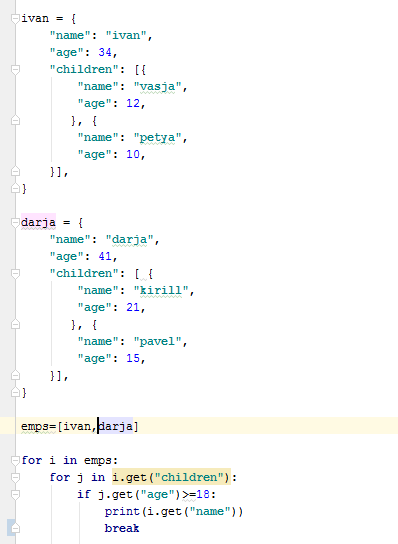 ivan = {
    "name": "ivan",
    "age": 34,
    "children": [{
        "name": "vasja",
        "age": 12,
       }, {
        "name": "petya",
        "age": 10,
    }],
}
darja = {
    "name": "darja",
    "age": 41,
    "children": [ {
        "name": "kirill",
        "age": 21,
       }, {
        "name": "pavel",
        "age": 15,
    }],
}
emps=[ivan,darja]
for i in emps:
    for j in i.get("children"):
        if j.get("age")>=18:
            print(i.get("name"))
            break